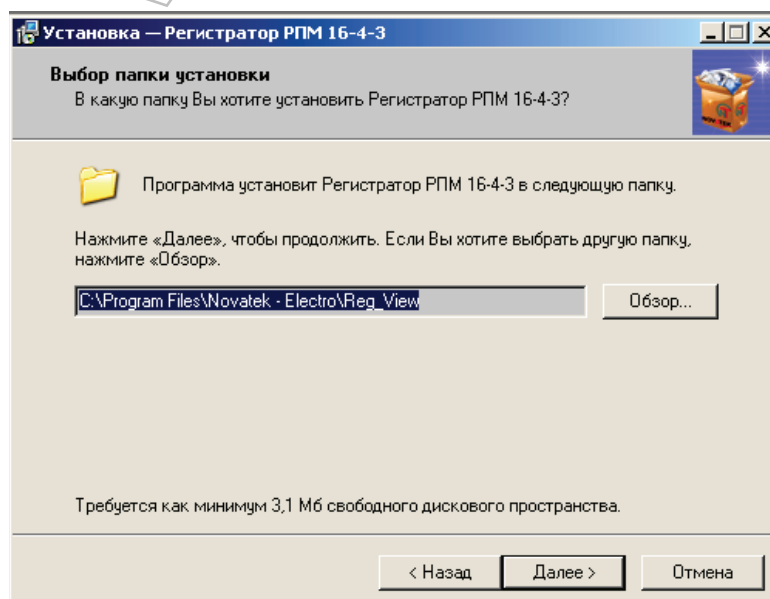 Установка — Регистратор РПМ 16-4-3
Выбор папки установки
В какую папку Вы хотите установить Регистратор РПМ 16-4-3?
Программа установит Регистратор РПМ 16-4-3 в следующую папку.
Нажмите «Далее», чтобы продолжить. Если Вы хотите выбрать другую папку,
нажмите «Обзор».
C:\Program Files\Novatek - Electro\Reg_View
Обзор...
Требуется как минимум 3,1 Мб свободного дискового пространства.
< Назад
Далее >
Отмена